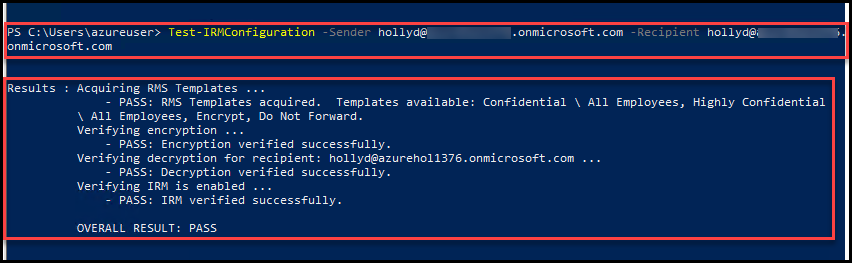 PS C:\Users\azureuser> Test-IRMConfiguration -Sender hollyd@ .onmicrosoft.com -Recipient hollyd@ .
onmicrosoft.com
Results : Acquiring RMS Templates ...
- PASS: RMS Templates acquired.  Templates available: Confidential \ All Employees, Highly Confidential
\ All Employees, Encrypt, Do Not Forward.
Verifying encryption ...
- PASS: Encryption verified successfully.
Verifying decryption for recipient: hollyd@azurehol1376.onmicrosoft.com ...
- PASS: Decryption verified successfully.
Verifying IRM is enabled ...
- PASS: IRM verified successfully.
OVERALL RESULT: PASS